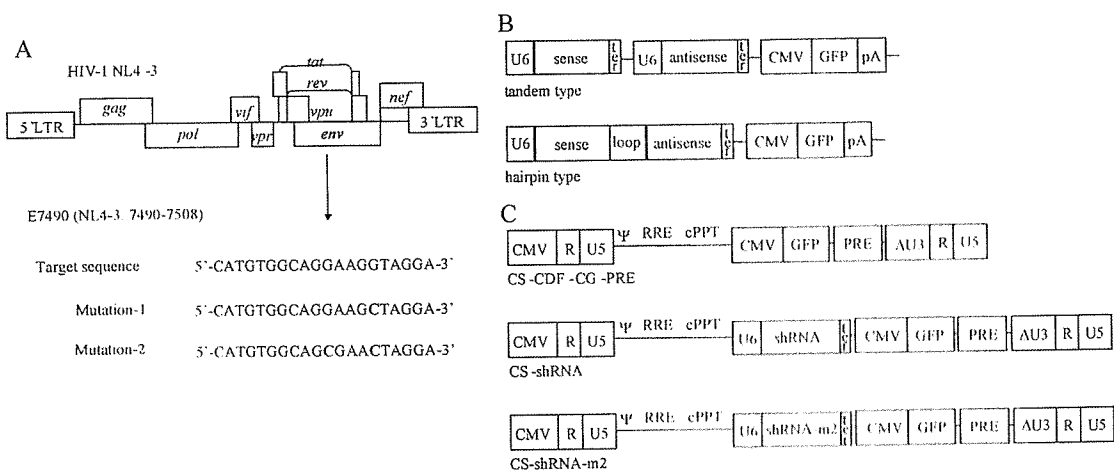 A
HIV-1 NL4 -3
tat
rev
gag
vif
vpu
nef
5'LTR
3'LTR
pol
vpr
env
E7490 (NL4-3. 7490-7508)
Target sequence 5'-CATGTGGCAGGAAGGTAGGA-3'
Mutation-1 5'-CATGTGGCAGGAAGCTAGGA-3'
Mutation-2 5'-CATGTGGCAGCGAACTAGGA-3'
B
U6 sense ter U6 antisense ter CMV GFP pA
tandem type
U6 sense loop antisense ter CMV GFP pA
hairpin type
C
Ψ RRE cPPT
CMV R U5 CMV GFP PRE ΔU3 R U5
CS -CDF -CG -PRE
Ψ RRE cPPT
CMV R U5 U6 shRNA ter CMV GFP PRE ΔU3 R U5
CS -shRNA
Ψ RRE cPPT
CMV R U5 U6 shRNA-m2 ter CMV GFP PRE ΔU3 R U5
CS-shRNA-m2